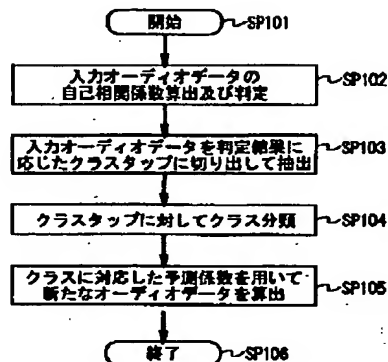 開始
SP101
入力オーディオデータの
自己相関係数算出及び判定
SP102
入力オーディオデータを判定結果に
応じたクラスタップに切り出して抽出
SP103
クラスタップに対してクラス分類
SP104
クラスに対応した予測係数を用いて
新たなオーディオデータを算出
SP105
終了
SP106